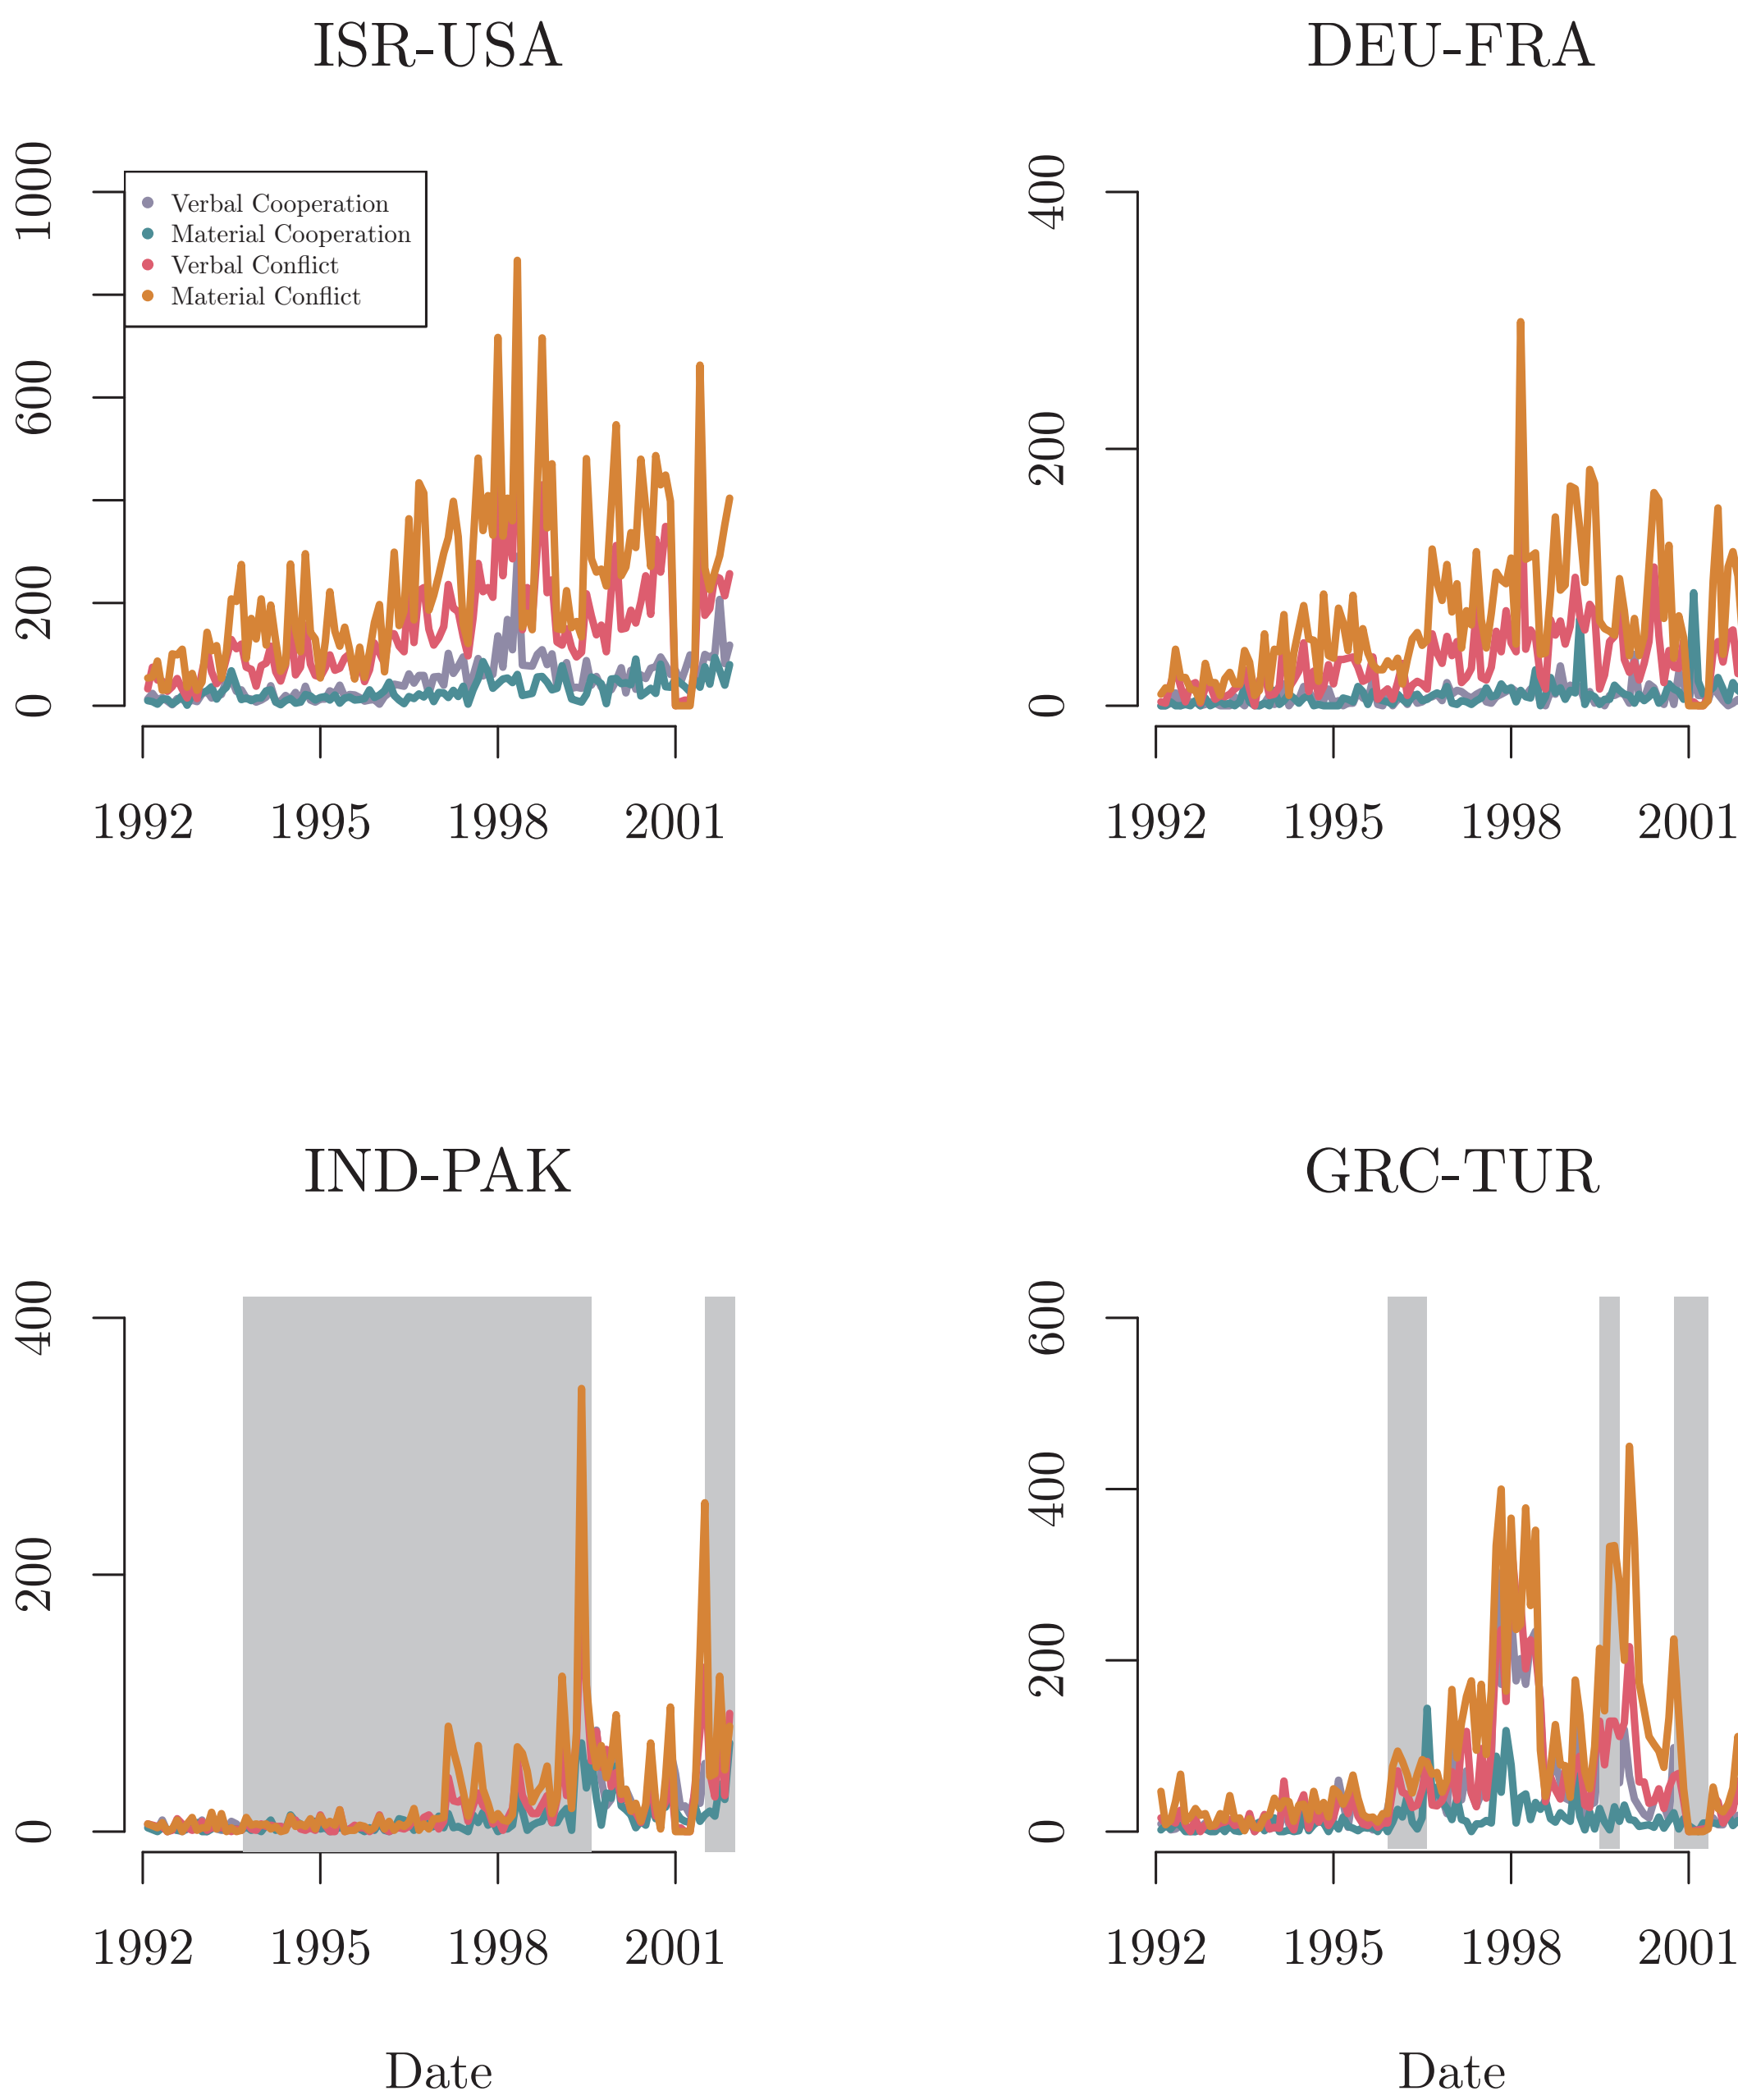 ISR-USA
1000
600
200
0
Verbal Cooperation
Material Cooperation
Verbal Conflict
Material Conflict
1992 1995 1998 2001
DEU-FRA
400
200
0
1992 1995 1998 2001
IND-PAK
400
200
0
1992 1995 1998 2001
Date
GRC-TUR
600
400
200
0
1992 1995 1998 2001
Date